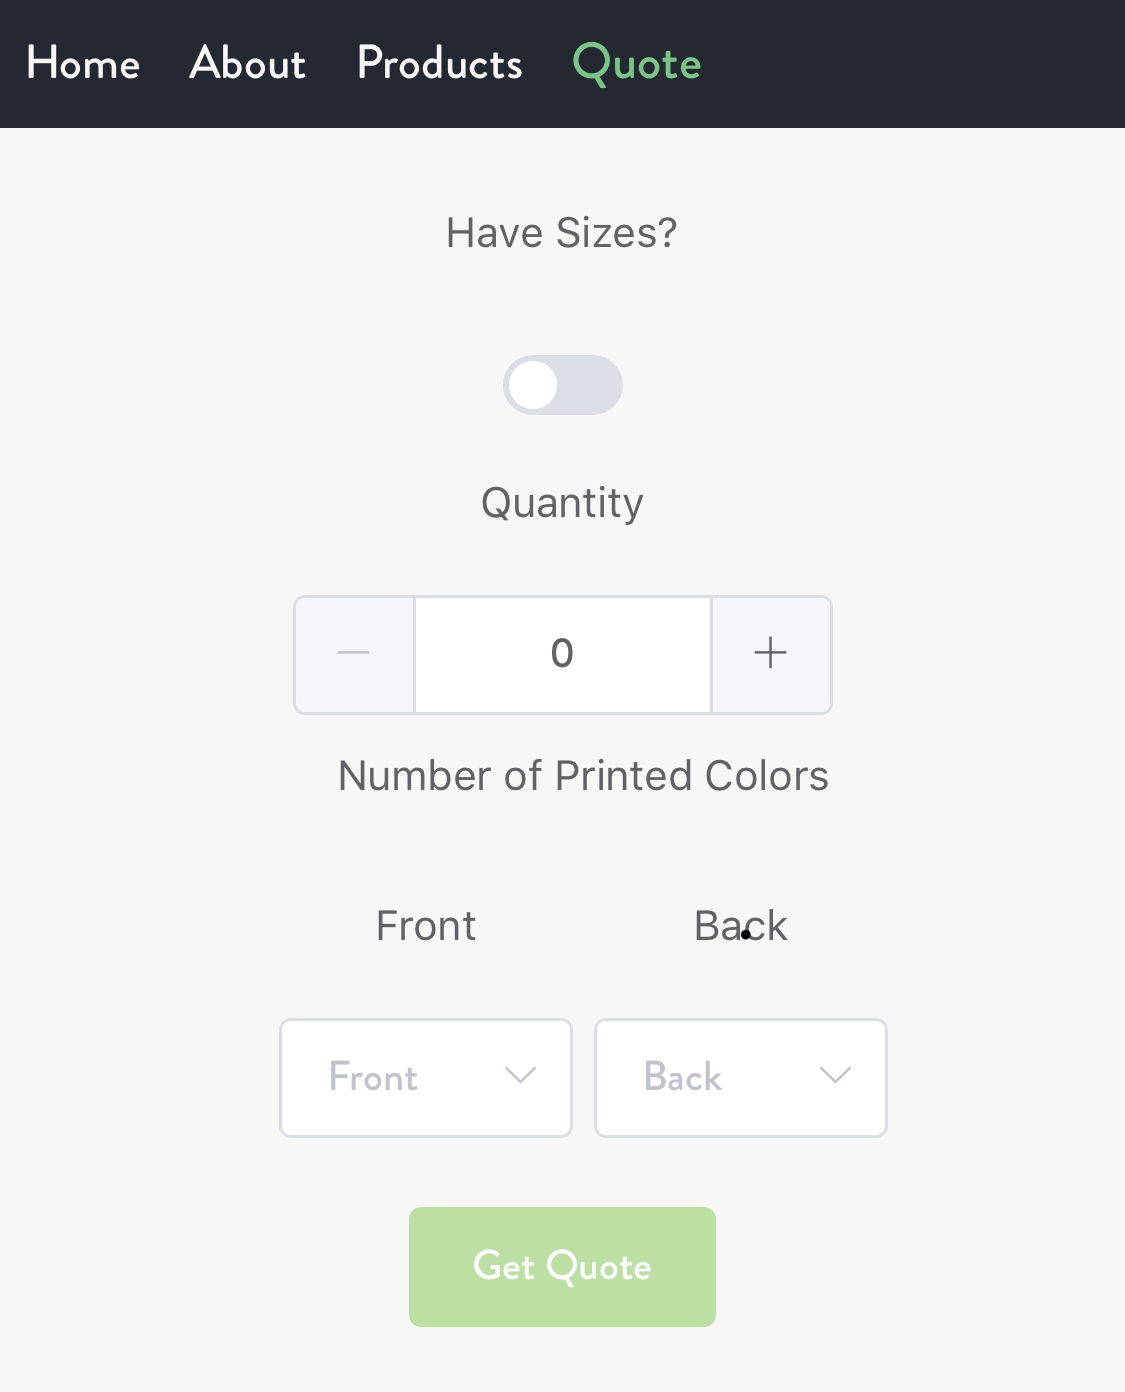 Home About Products Quote
Have Sizes?
Quantity
0
Number of Printed Colors
Front Back
Front Back
Get Quote